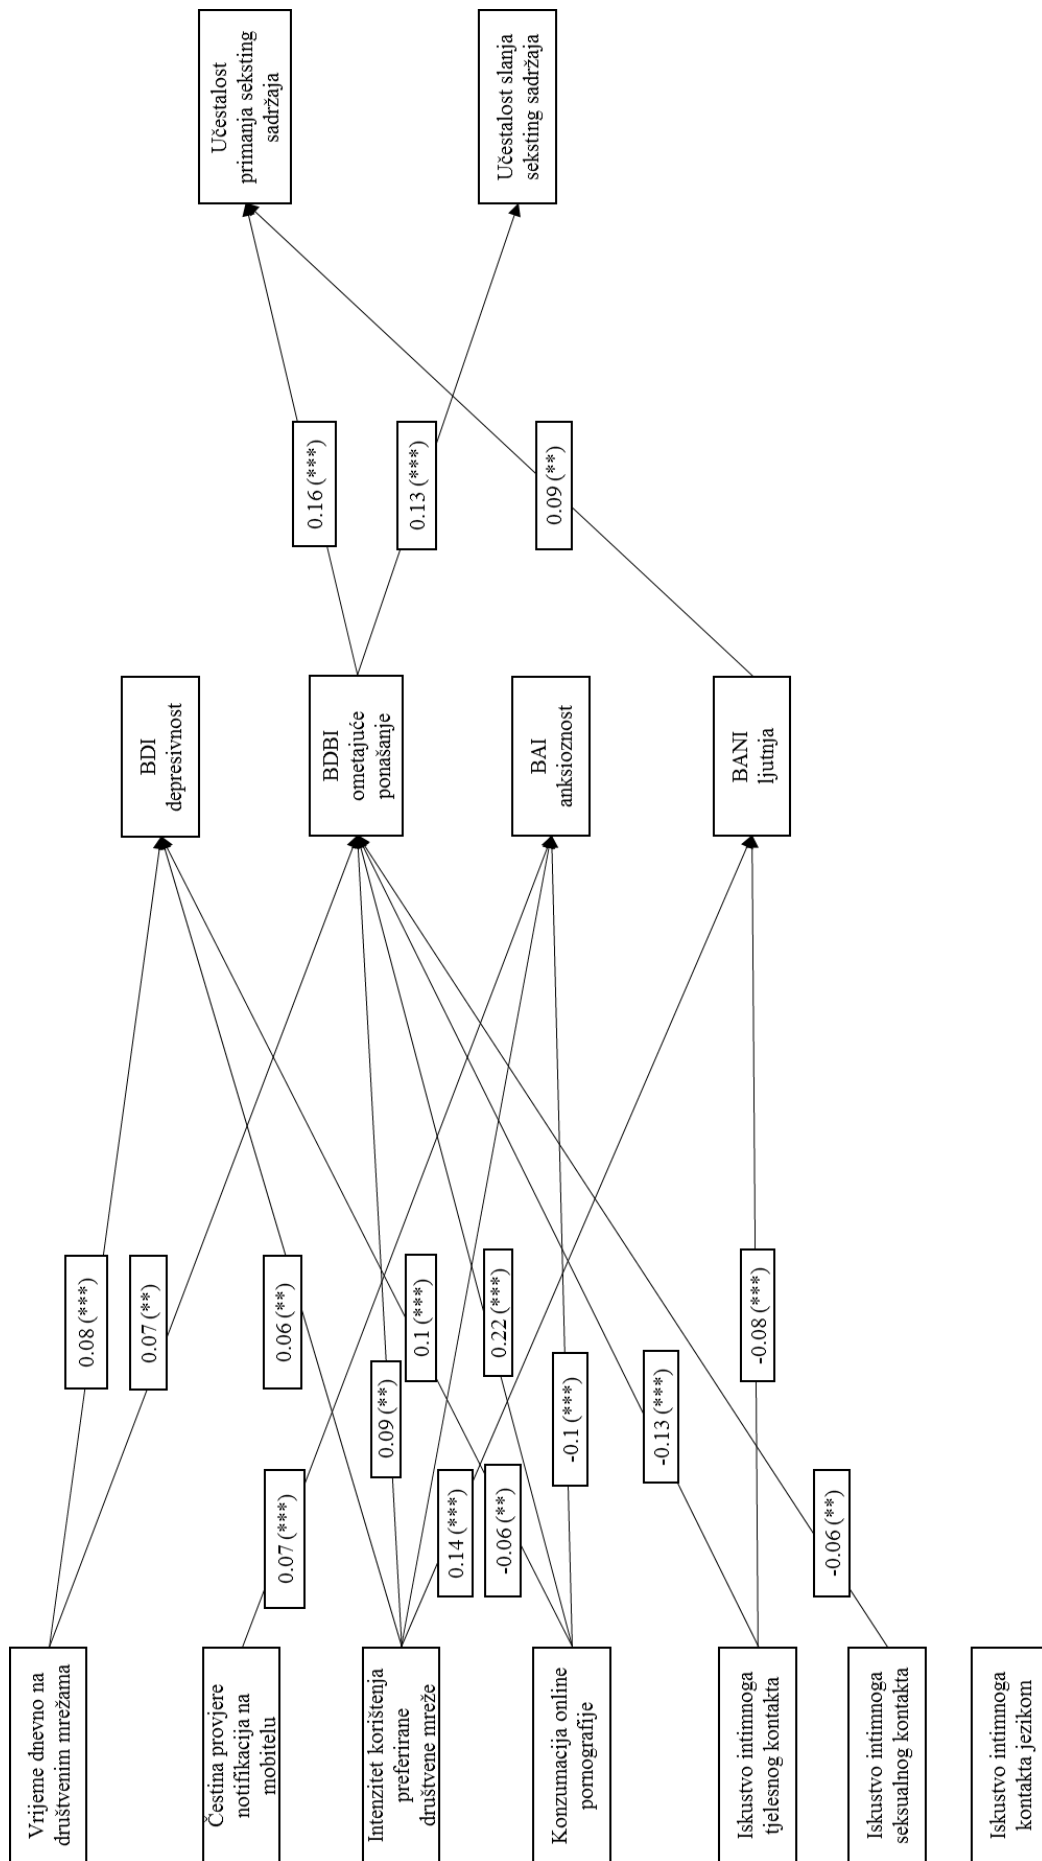 Vrijeme dnevno na
društvenim mrežama
Čestina provjere
notifikacija na
mobitelu
Intenzitet korištenja
preferirane
društvene mreže
Konzumacija online
pornografije
Iskustvo intimnoga
tjelesnog kontakta
Iskustvo intimnoga
seksualnog kontakta
Iskustvo intimnoga
kontakta jezikom
0.08 (***)
0.07 (**)
0.07 (***)
0.06 (**)
0.09 (**)
0.1 (***)
0.14 (***)
-0.06 (**)
0.22 (***)
-0.1 (***)
-0.13 (***)
-0.08 (***)
-0.06 (**)
BDI
depresivnost
BDBI
ometajuće
ponašanje
BAI
anksioznost
BANI
ljutnja
0.16 (***)
0.13 (***)
0.09 (**)
Učestalost
primanja seksting
sadržaja
Učestalost slanja
seksting sadržaja